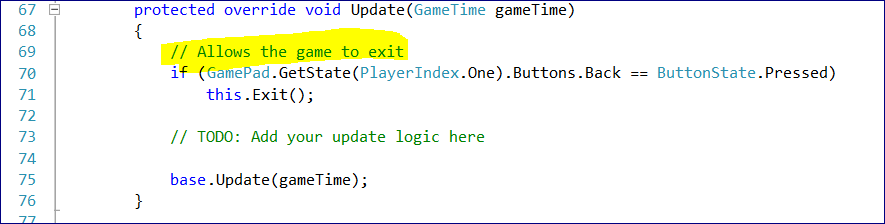 67 protected override void Update(GameTime gameTime)
68 {
69 // Allows the game to exit
70 if (GamePad.GetState(PlayerIndex.One).Buttons.Back == ButtonState.Pressed)
71 this.Exit();
72
73 // TODO: Add your update logic here
74
75 base.Update(gameTime);
76 }
77